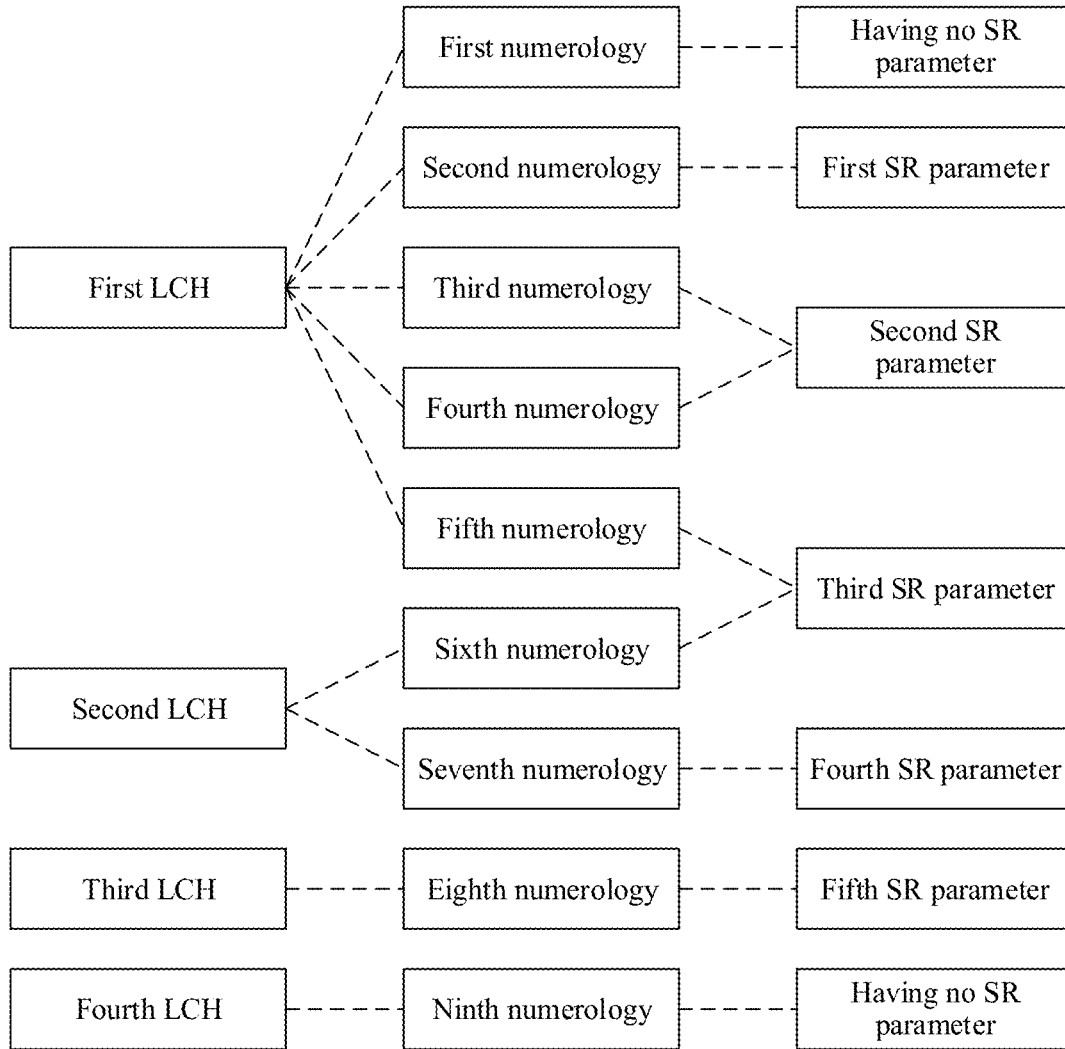 First numerology
Having no SR
parameter
Second numerology
First SR parameter
First LCH
Third numerology
Second SR
parameter
Fourth numerology
Fifth numerology
Third SR parameter
Sixth numerology
Second LCH
Seventh numerology
Fourth SR parameter
Third LCH
Eighth numerology
Fifth SR parameter
Fourth LCH
Ninth numerology
Having no SR
parameter